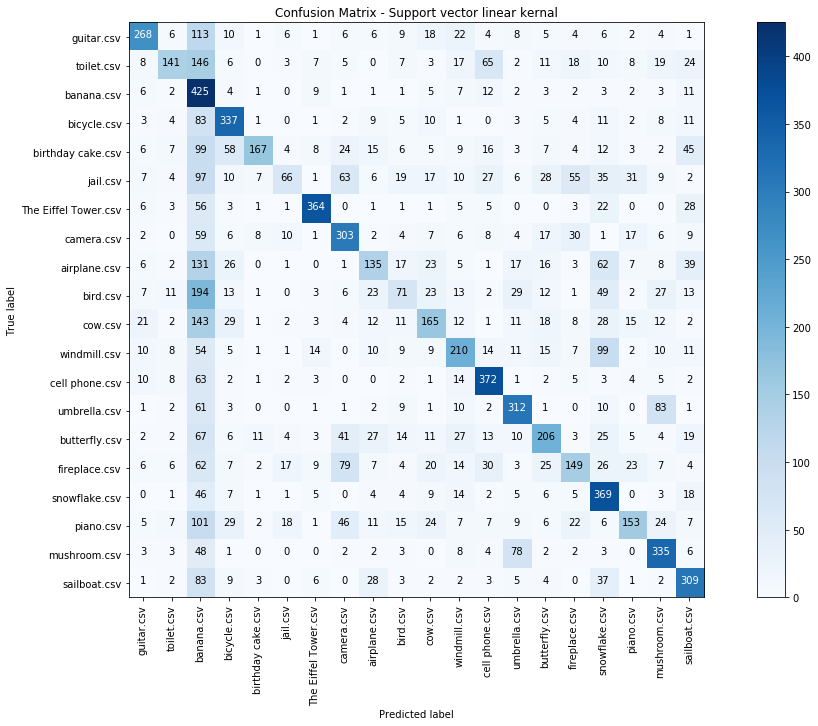 Confusion Matrix - Support vector linear kernal
True label
guitar.csv 268 6 113 10 1 6 1 6 6 9 18 22 4 8 5 4 6 2 4 1
toilet.csv 8 141 146 6 0 3 7 5 0 7 3 17 65 2 11 18 14 8 19 24
banana.csv 6 2 425 4 1 0 9 1 1 1 5 7 12 2 3 2 2 2 3 11
bicycle.csv 3 4 83 337 1 0 1 2 9 5 10 1 0 3 5 4 11 2 8 11
birthday cake.csv 6 7 99 58 167 4 8 24 15 6 5 9 16 3 7 4 12 3 2 45
jail.csv 7 4 97 10 7 66 1 63 6 19 17 10 27 6 28 55 35 31 9 2
The Eiffel Tower.csv 6 3 56 3 1 1 364 0 1 1 1 5 5 0 0 3 22 0 0 28
camera.csv 2 0 59 6 8 10 1 303 2 4 7 6 8 4 17 30 1 17 6 9
airplane.csv 6 2 131 26 0 1 0 1 135 17 23 5 1 17 16 3 62 7 8 39
bird.csv 7 11 194 13 1 0 3 6 23 71 23 13 2 29 12 1 49 2 27 13
cow.csv 21 2 143 29 1 2 3 4 12 11 165 12 1 11 18 8 28 15 12 2
windmill.csv 10 8 54 5 1 1 14 0 10 9 9 210 14 11 15 7 99 2 10 11
cell phone.csv 10 8 63 2 1 2 3 0 0 2 1 14 372 1 2 5 3 4 5 2
umbrella.csv 1 2 61 3 0 0 1 1 2 9 1 10 2 312 1 0 10 0 83 1
butterfly.csv 2 2 67 6 11 4 3 41 27 14 11 27 13 10 206 3 25 5 4 19
fireplace.csv 6 6 62 7 2 17 9 79 7 4 20 14 30 3 25 149 26 23 7 4
snowflake.csv 0 1 46 7 1 1 5 0 4 4 9 14 2 5 6 5 369 0 3 18
piano.csv 5 7 101 29 2 18 1 46 11 15 24 7 7 9 6 22 6 153 24 7
mushroom.csv 3 3 48 1 0 0 0 2 2 3 0 8 4 78 2 2 3 0 335 6
sailboat.csv 1 2 83 9 3 0 6 0 28 3 2 2 3 5 4 0 37 1 2 309
guitar.csv toilet.csv banana.csv bicycle.csv birthday cake.csv jail.csv The Eiffel Tower.csv camera.csv airplane.csv bird.csv cow.csv windmill.csv cell phone.csv umbrella.csv butterfly.csv fireplace.csv snowflake.csv piano.csv mushroom.csv sailboat.csv
Predicted label
400
350
300
250
200
150
100
50
0